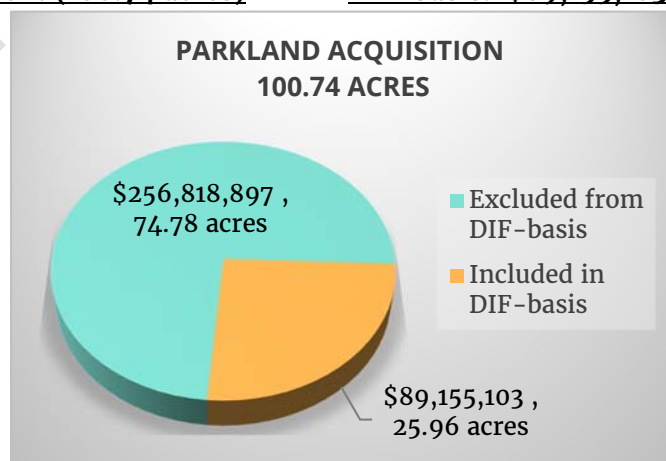 PARKLAND ACQUISITION
100.74 ACRES
$256,818,897 ,
74.78 acres
Excluded from
DIF-basis
Included in
DIF-basis
$89,155,103 ,
25.96 acres